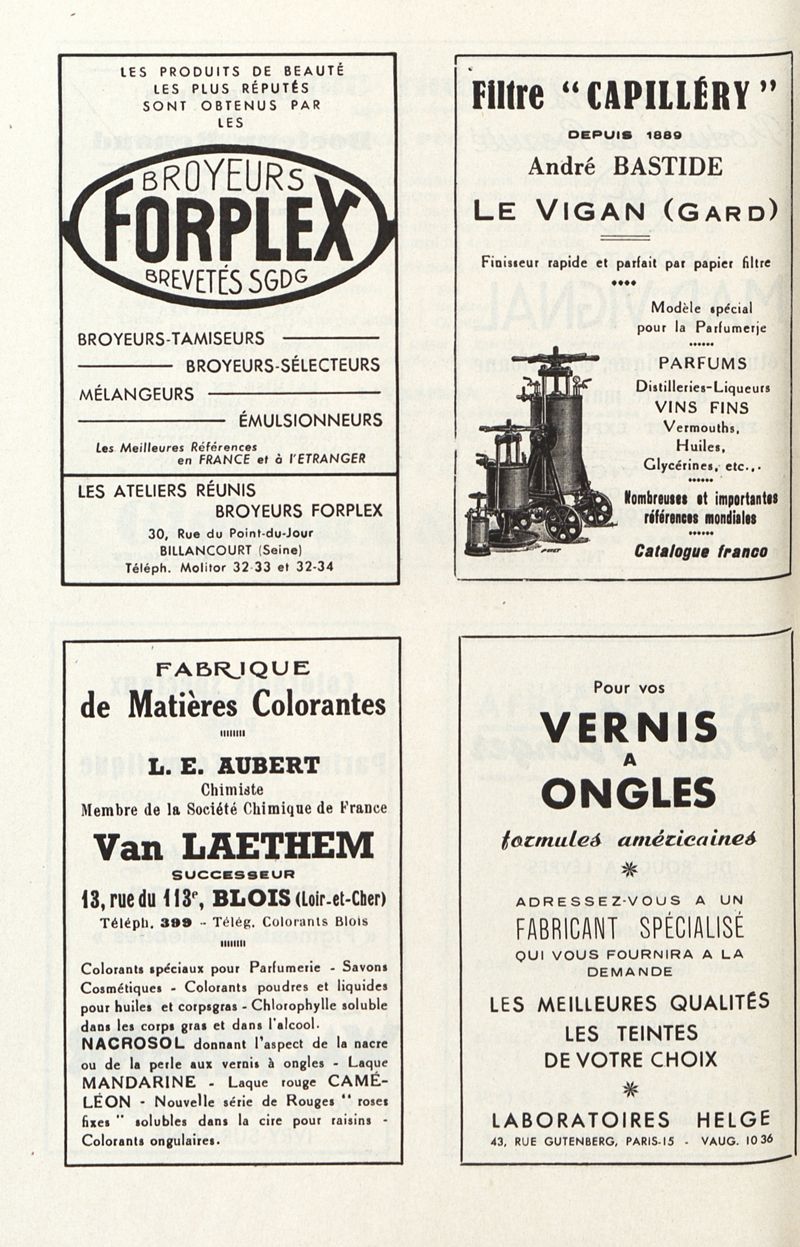 LES PRODUITS DE BEAUTÉ
LES PLUS RÉPUTÉS
SONT OBTENUS PAR
LES
BROYEURS
FORPLEX
BREVETÉS SGDG
BROYEURS-TAMISEURS
BROYEURS-SÉLECTEURS
MÉLANGEURS
ÉMULSIONNEURS
Les Meilleures Références
en FRANCE et à l'ETRANGER
LES ATELIERS RÉUNIS
BROYEURS FORPLEX
30, Rue du Point-du-Jour
BILLANCOURT (Seine)
Téléph. Molitor 32 33 et 32-34
Filtre “ CAPILLÉRY ”
DEPUIS 1889
André BASTIDE
LE VIGAN (GARD)
Finisseur rapide et parfait par papier filtre
Modèle spécial
pour la Parfumerie
PARFUMS
Distilleries-Liqueurs
VINS FINS
Vermouths,
Huiles,
Glycérines, etc...
Nombreuses et importantes
références mondiales
Catalogue franco
FABRIQUE
de Matières Colorantes
L. E. AUBERT
Chimiste
Membre de la Société Chimique de France
Van LAETHEM
SUCCESSEUR
13, rue du 113e, BLOIS (Loir-et-Cher)
Téléph. 399 - Télég. Colorants Blois
Colorants spéciaux pour Parfumerie - Savons
Cosmétiques - Colorants poudres et liquides
pour huiles et corpsgras - Chlorophylle soluble
dans les corps gras et dans l'alcool.
NACROSOL donnant l'aspect de la nacre
ou de la perle aux vernis à ongles - Laque
MANDARINE - Laque rouge CAMÉ-
LÉON - Nouvelle série de Rouges “ roses
fixes ” solubles dans la cire pour raisins -
Colorants ongulaires.
Pour vos
VERNIS
A
ONGLES
formules américaines
ADRESSEZ-VOUS A UN
FABRICANT SPÉCIALISÉ
QUI VOUS FOURNIRA A LA
DEMANDE
LES MEILLEURES QUALITÉS
LES TEINTES
DE VOTRE CHOIX
LABORATOIRES HELGE
43, RUE GUTENBERG, PARIS-15 - VAUG. 10 36